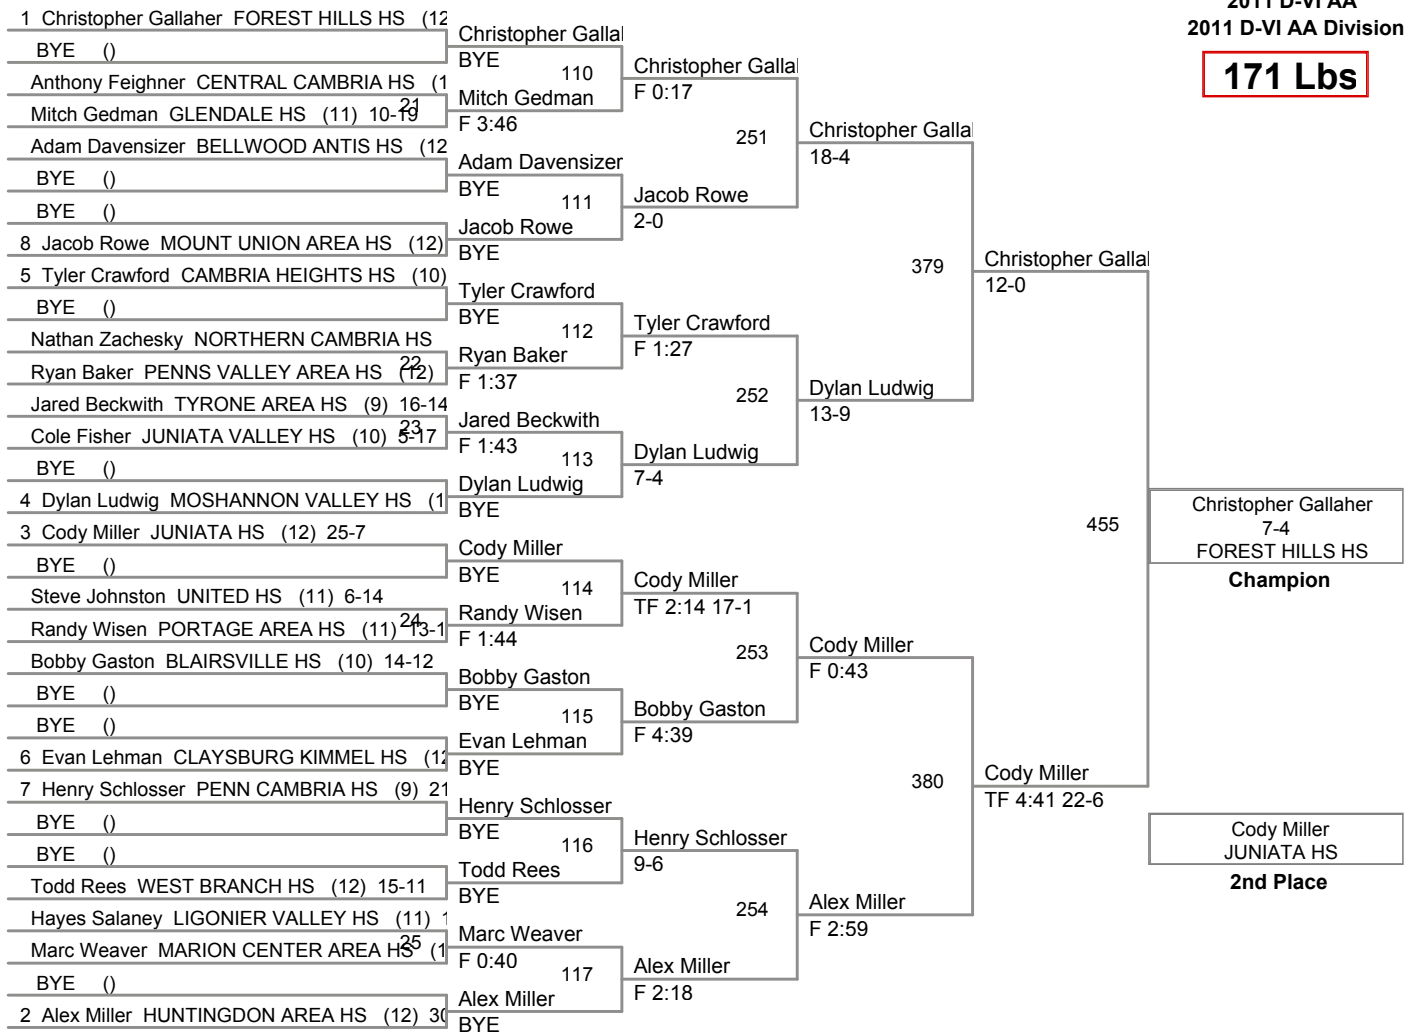 2011 D-VI AA
2011 D-VI AA Division
171 Lbs
1 Christopher Gallaher FOREST HILLS HS (12
BYE ()
Anthony Feighner CENTRAL CAMBRIA HS (1
Mitch Gedman GLENDALE HS (11) 10-19
21
Adam Davensizer BELLWOOD ANTIS HS (12
BYE ()
BYE ()
8 Jacob Rowe MOUNT UNION AREA HS (12)
5 Tyler Crawford CAMBRIA HEIGHTS HS (10)
BYE ()
Nathan Zachesky NORTHERN CAMBRIA HS
Ryan Baker PENNS VALLEY AREA HS (12)
22
Jared Beckwith TYRONE AREA HS (9) 16-14
Cole Fisher JUNIATA VALLEY HS (10) 5-17
23
BYE ()
4 Dylan Ludwig MOSHANNON VALLEY HS (1
3 Cody Miller JUNIATA HS (12) 25-7
BYE ()
Steve Johnston UNITED HS (11) 6-14
Randy Wisen PORTAGE AREA HS (11) 13-1
24
Bobby Gaston BLAIRSVILLE HS (10) 14-12
BYE ()
BYE ()
6 Evan Lehman CLAYSBURG KIMMEL HS (12
7 Henry Schlosser PENN CAMBRIA HS (9) 21
BYE ()
BYE ()
Todd Rees WEST BRANCH HS (12) 15-11
Hayes Salaney LIGONIER VALLEY HS (11) 1
Marc Weaver MARION CENTER AREA HS (1
25
BYE ()
2 Alex Miller HUNTINGDON AREA HS (12) 30
Christopher Gallal
BYE
110
Mitch Gedman
F 3:46
Adam Davensizer
BYE
111
Jacob Rowe
BYE
Tyler Crawford
BYE
112
Ryan Baker
F 1:37
Jared Beckwith
F 1:43
113
Dylan Ludwig
BYE
Cody Miller
BYE
114
Randy Wisen
F 1:44
Bobby Gaston
BYE
115
Evan Lehman
BYE
Henry Schlosser
BYE
116
Todd Rees
BYE
Marc Weaver
F 0:40
117
Alex Miller
BYE
Christopher Gallal
F 0:17
251
Jacob Rowe
2-0
Tyler Crawford
F 1:27
252
Dylan Ludwig
7-4
Cody Miller
TF 2:14 17-1
253
Bobby Gaston
F 4:39
Henry Schlosser
9-6
254
Alex Miller
F 2:18
Christopher Gallal
18-4
379
Dylan Ludwig
13-9
Cody Miller
F 0:43
380
Alex Miller
F 2:59
Christopher Gallal
12-0
455
Cody Miller
TF 4:41 22-6
Christopher Gallaher
7-4
FOREST HILLS HS
Champion
Cody Miller
JUNIATA HS
2nd Place